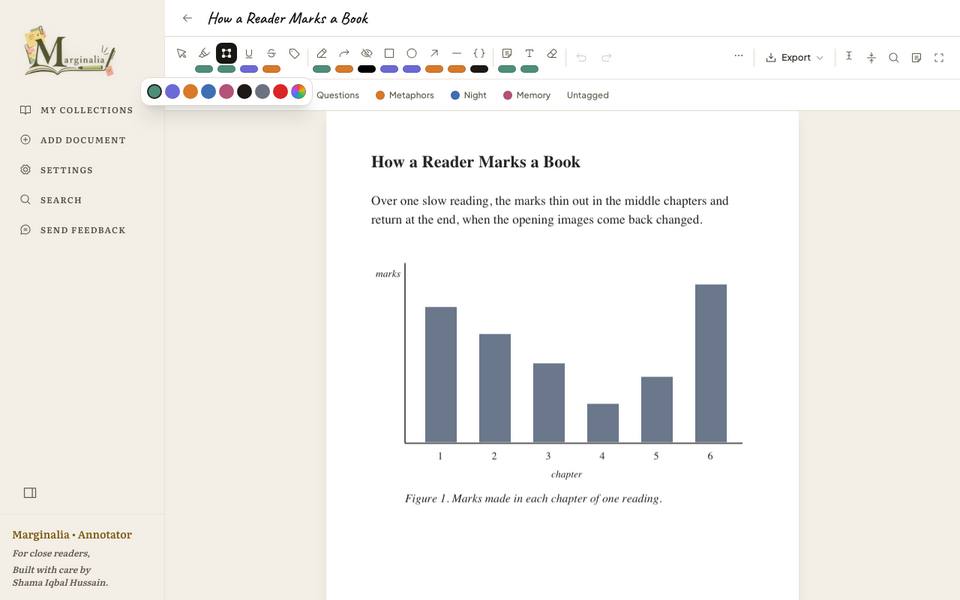 Marginalia
MY COLLECTIONS
ADD DOCUMENT
SETTINGS
SEARCH
SEND FEEDBACK
Marginalia • Annotator
For close readers,
Built with care by
Shama Iqbal Hussain.
How a Reader Marks a Book
Export
Questions
Metaphors
Night
Memory
Untagged
How a Reader Marks a Book
Over one slow reading, the marks thin out in the middle chapters and
return at the end, when the opening images come back changed.
marks
1 2 3 4 5 6
chapter
Figure 1. Marks made in each chapter of one reading.